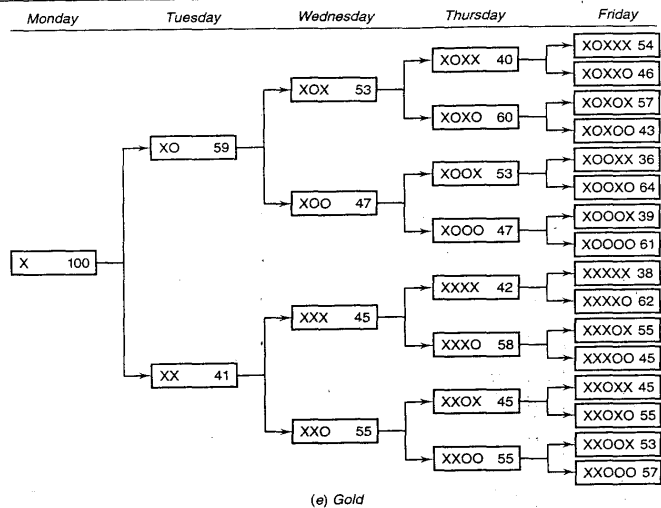 Monday Tuesday Wednesday Thursday Friday
XOXXX 54
XOXX 40
XOXXO 46
XOX 53
XOXOX 57
XOXO 60
XOXOO 43
XO 59
XOOXX 36
XOOX 53
XOOXO 64
XOO 47
XOOOX 39
XOOO 47
XOOOO 61
X 100
XXXXX 38
XXXX 42
XXXXO 62
XXX 45
XXXOX 55
XXXO 58
XXXOO 45
XX 41
XXOXX 45
XXOX 45
XXOXO 55
XXO 55
XXOOX 53
XXOO 55
XXOOO 57
(e) Gold